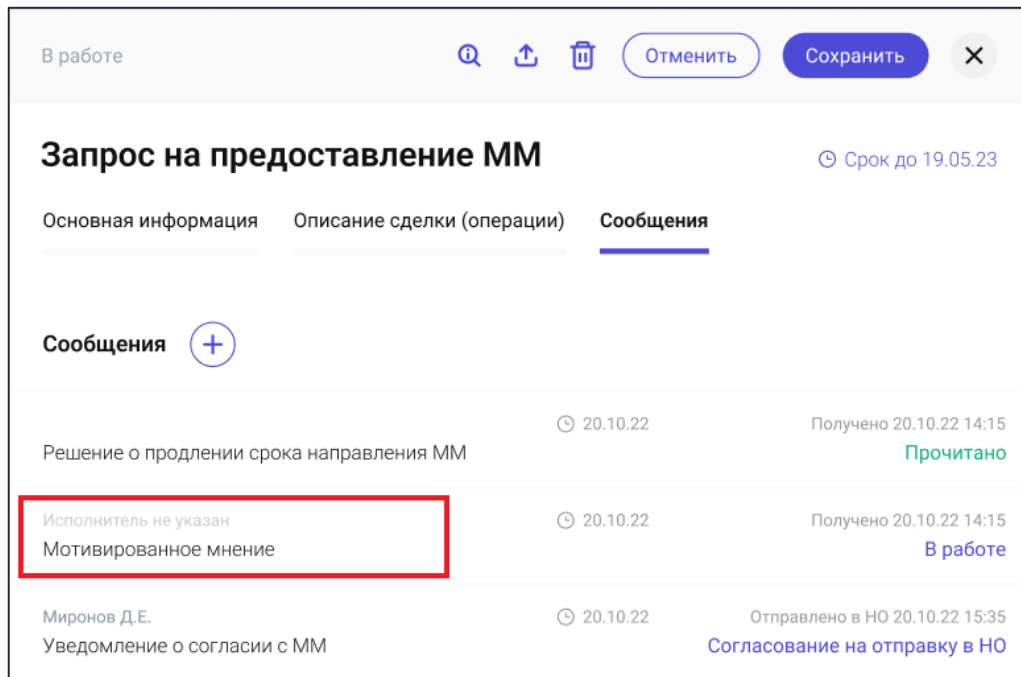 В работе
Отменить
Сохранить
Запрос на предоставление ММ
Срок до 19.05.23
Основная информация
Описание сделки (операции)
Сообщения
Сообщения
20.10.22
Получено 20.10.22 14:15
Решение о продлении срока направления ММ
Прочитано
Исполнитель не указан
20.10.22
Получено 20.10.22 14:15
Мотивированное мнение
В работе
Миронов Д.Е.
20.10.22
Отправлено в НО 20.10.22 15:35
Уведомление о согласии с ММ
Согласование на отправку в НО